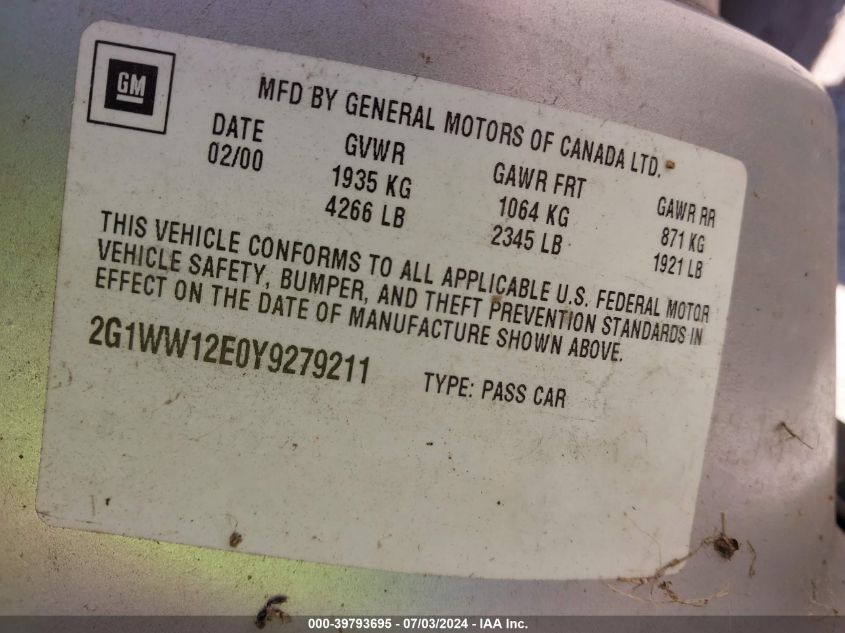 GM
MFD BY GENERAL MOTORS OF CANADA LTD.
DATE GVWR GAWR FRT GAWR RR
02/00 1935 KG 1064 KG 871 KG
4266 LB 2345 LB 1921 LB
THIS VEHICLE CONFORMS TO ALL APPLICABLE U.S. FEDERAL MOTOR
VEHICLE SAFETY, BUMPER, AND THEFT PREVENTION STANDARDS IN
EFFECT ON THE DATE OF MANUFACTURE SHOWN ABOVE.
2G1WW12E0Y9279211 TYPE: PASS CAR
000-39793695 - 07/03/2024 - IAA Inc.